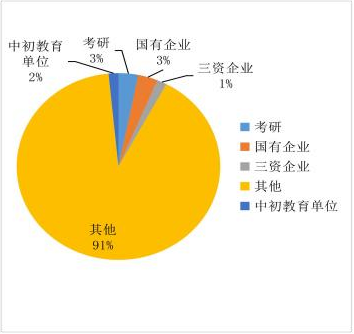 中初教育
单位
2%
考研
3%
国有企业
3%
三资企业
1%
其他
91%
考研
国有企业
三资企业
其他
中初教育单位